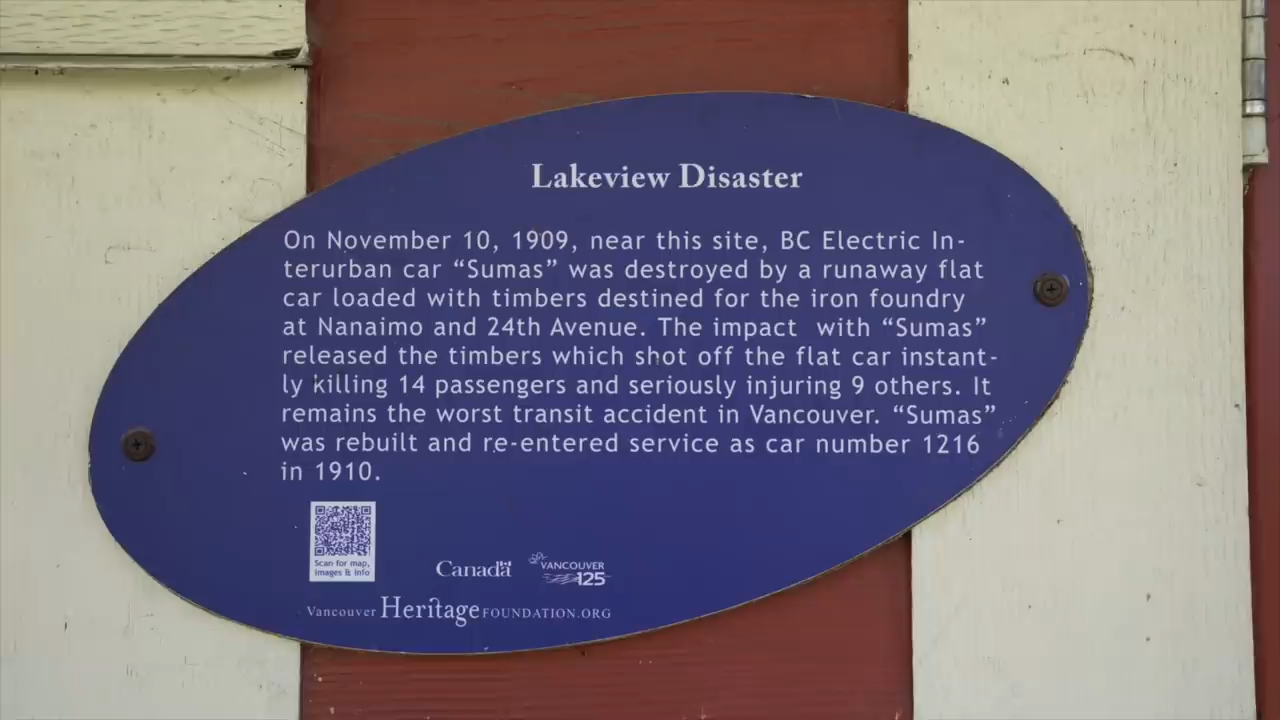 Lakeview Disaster
On November 10, 1909, near this site, BC Electric In-
terurban car “Sumas” was destroyed by a runaway flat
car loaded with timbers destined for the iron foundry
at Nanaimo and 24th Avenue. The impact  with “Sumas”
released the timbers which shot off the flat car instant-
ly killing 14 passengers and seriously injuring 9 others. It
remains the worst transit accident in Vancouver. “Sumas”
was rebuilt and re-entered service as car number 1216
in 1910.
Scan for map,
images & info
Canada
VANCOUVER
125
Vancouver Heritage FOUNDATION.ORG